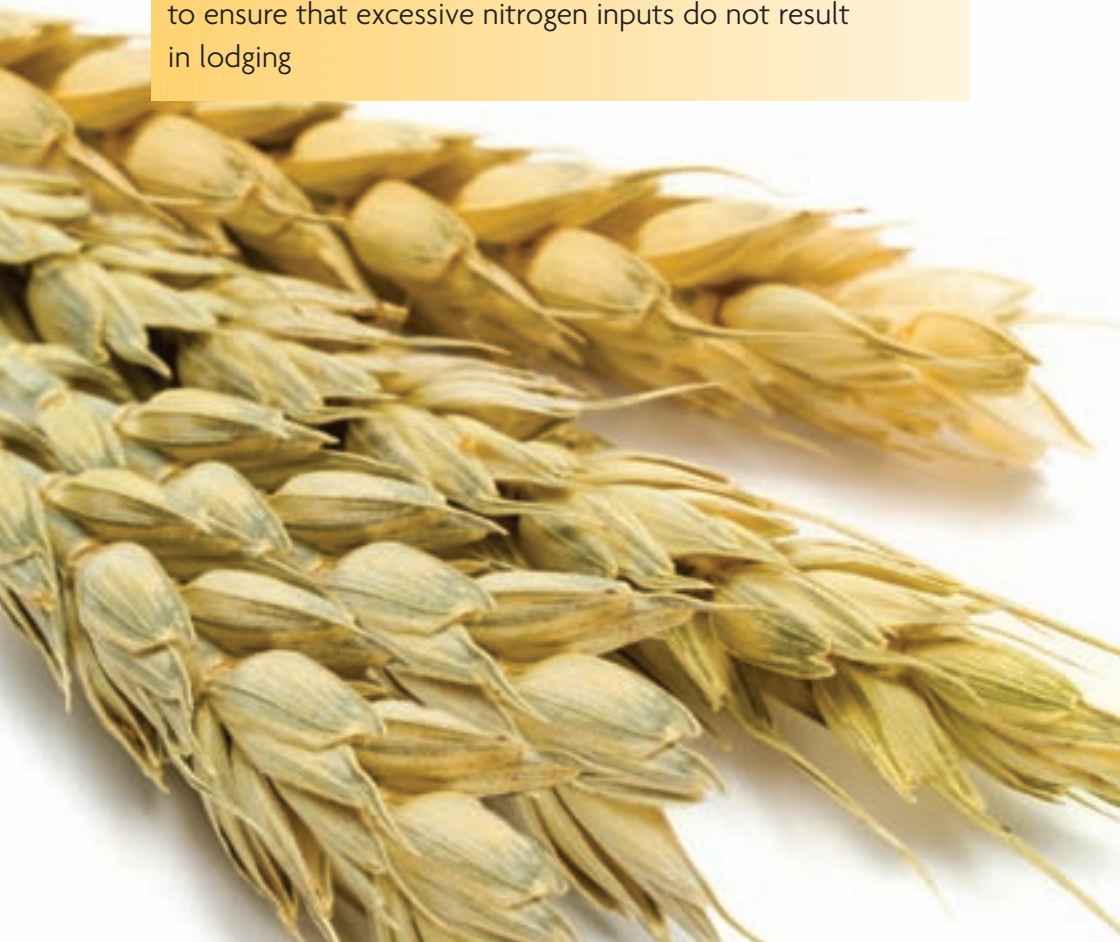 to ensure that excessive nitrogen inputs do not result
in lodging